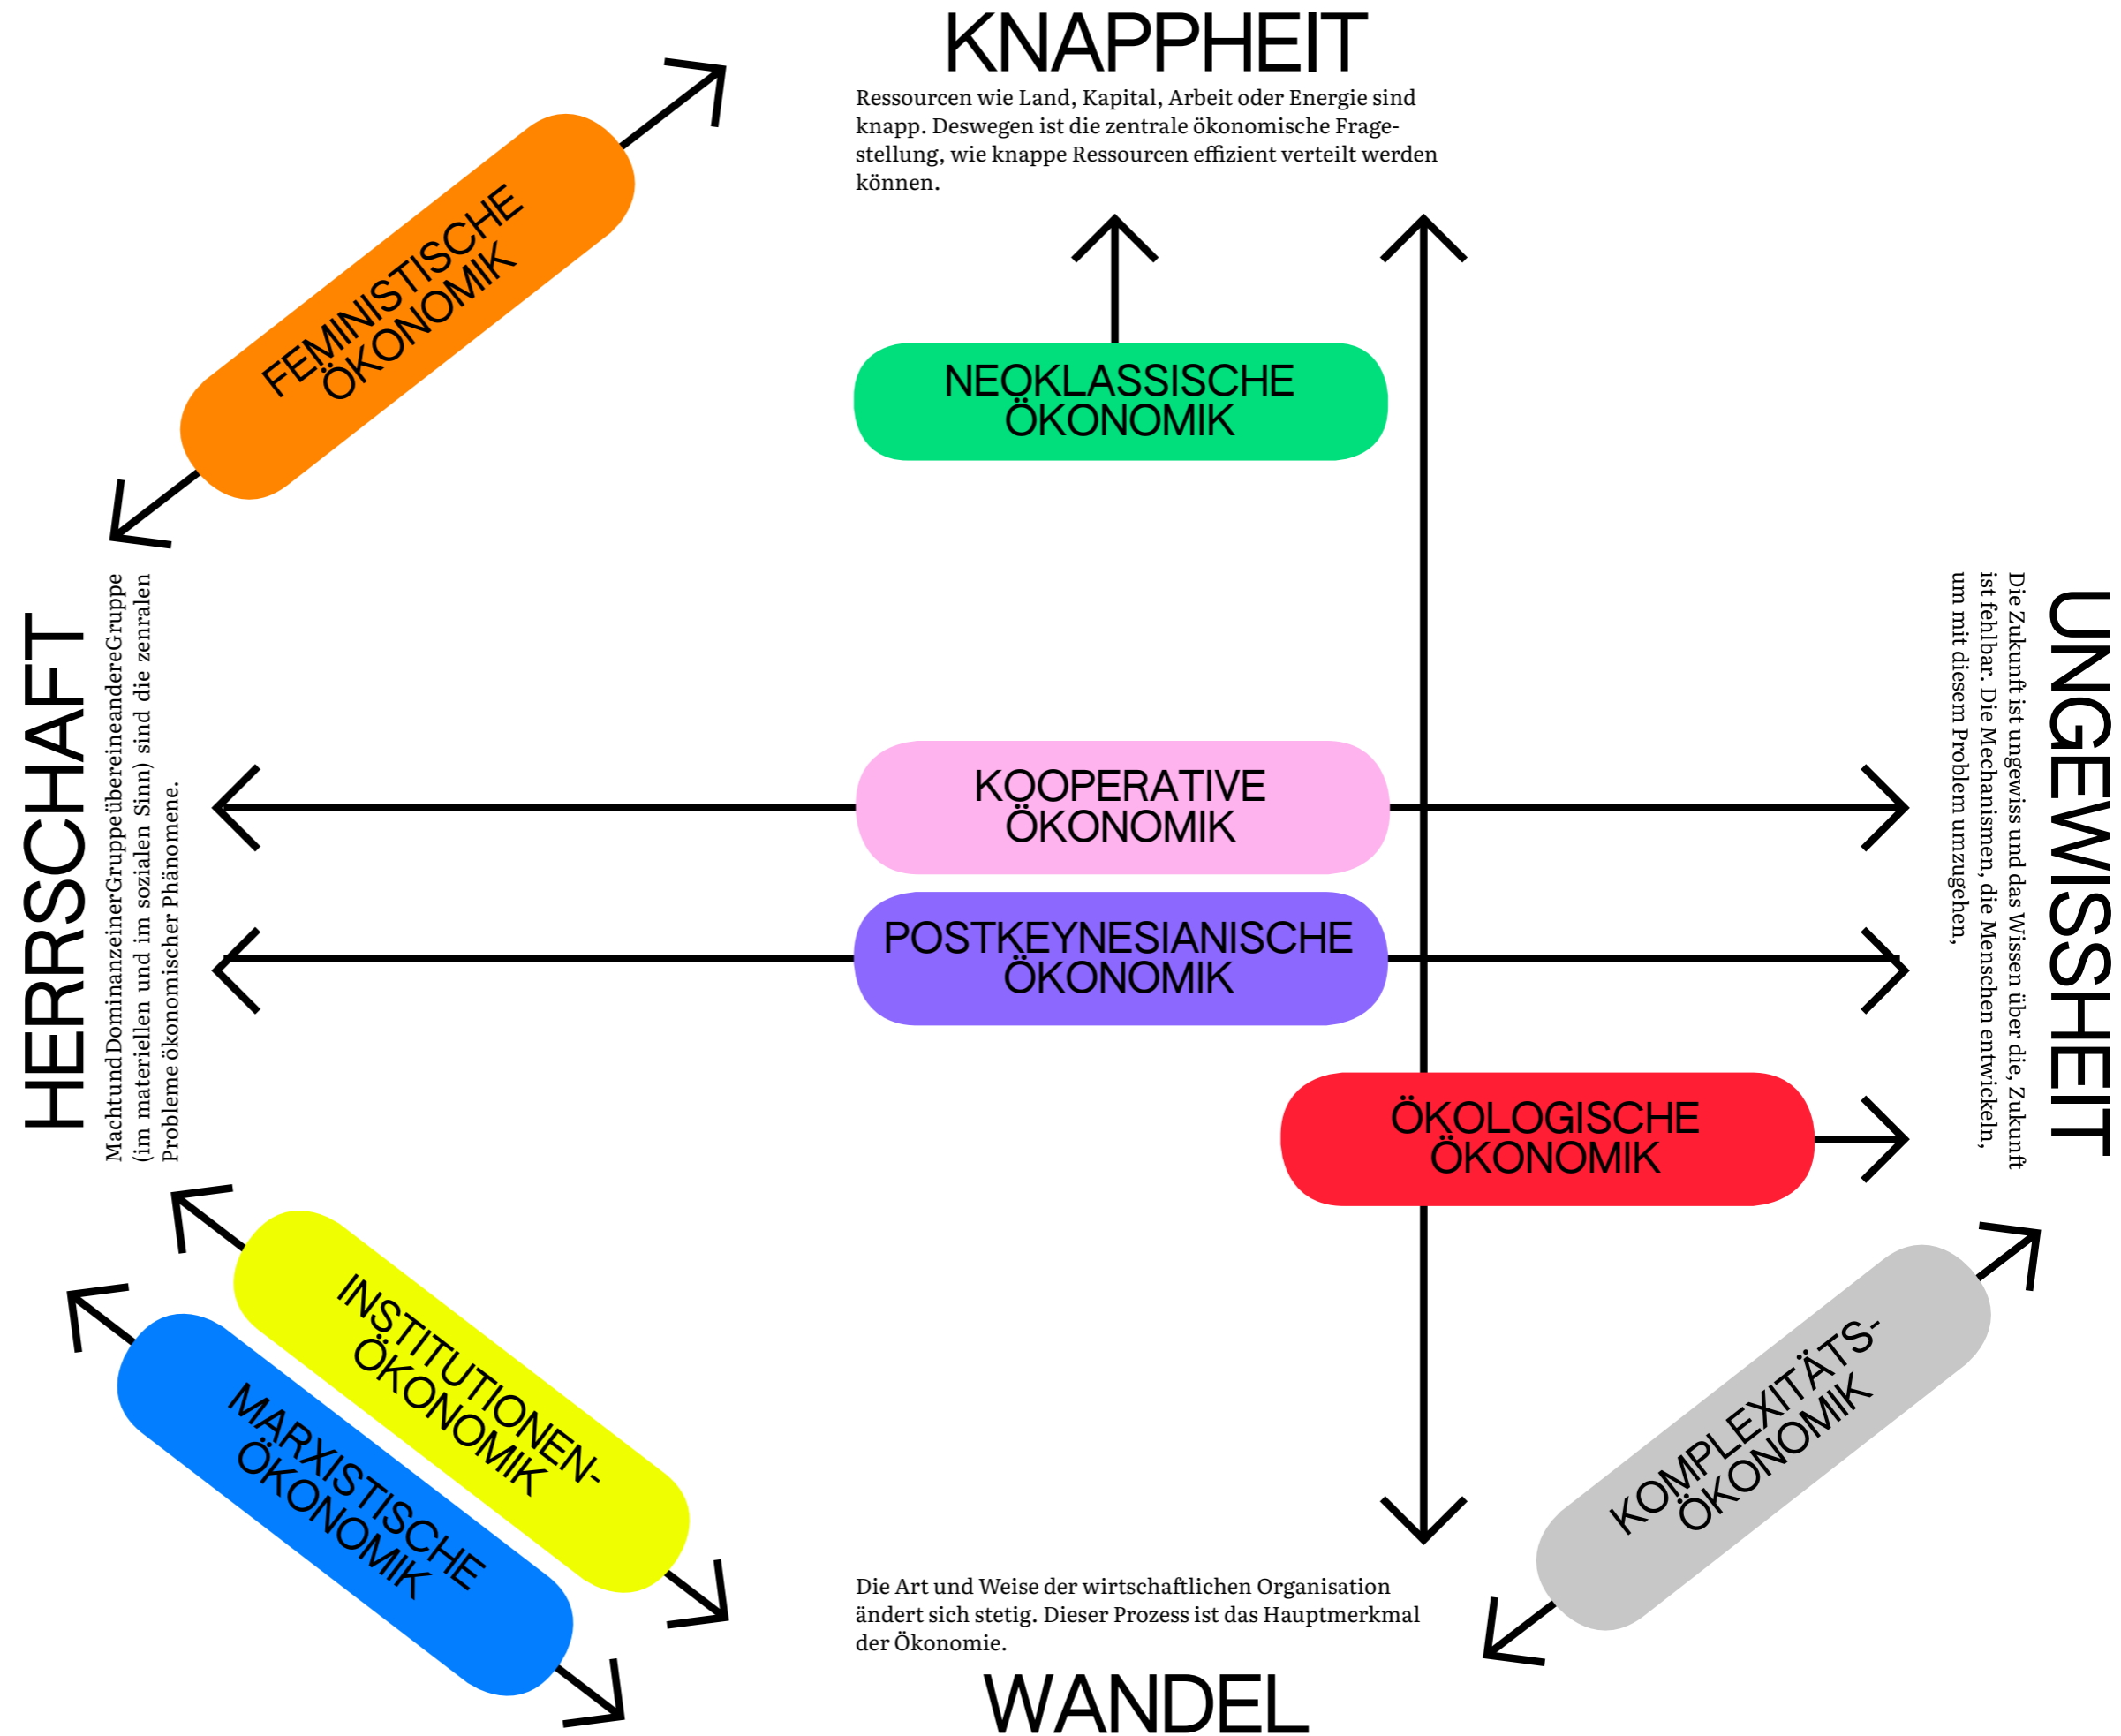 KNAPPHEIT
Ressourcen wie Land, Kapital, Arbeit oder Energie sind
knapp. Deswegen ist die zentrale ökonomische Frage-
stellung, wie knappe Ressourcen effizient verteilt werden
können.
FEMINISTISCHE
ÖKONOMIK
NEOKLASSISCHE
ÖKONOMIK
HERRSCHAFT
Macht und Dominanz einer Gruppe über eine andere Gruppe
(im materiellen und im sozialen Sinn) sind die zenralen
Probleme ökonomischer Phänomene.
KOOPERATIVE
ÖKONOMIK
POSTKEYNESIANISCHE
ÖKONOMIK
UNGEWISSHEIT
Die Zukunft ist ungewiss und das Wissen über die, Zukunft
ist fehlbar. Die Mechanismen, die Menschen entwickeln,
um mit diesem Problem umzugehen,
ÖKOLOGISCHE
ÖKONOMIK
INSTITUTIONEN-
ÖKONOMIK
MARXISTISCHE
ÖKONOMIK
KOMPLEXITÄTS-
ÖKONOMIK
Die Art und Weise der wirtschaftlichen Organisation
ändert sich stetig. Dieser Prozess ist das Hauptmerkmal
der Ökonomie.
WANDEL